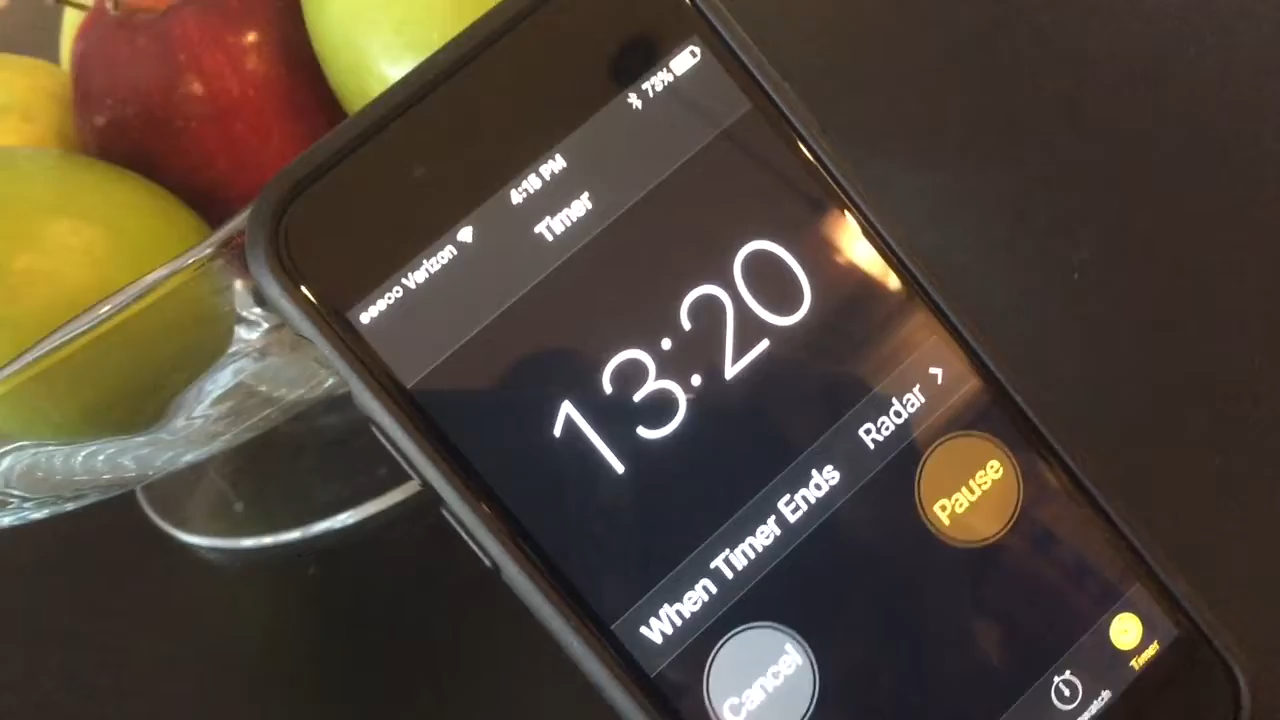 ●●●○○ Verizon 4:15 PM 73%
Timer
13:20
When Timer Ends Radar >
Cancel Pause
Timer